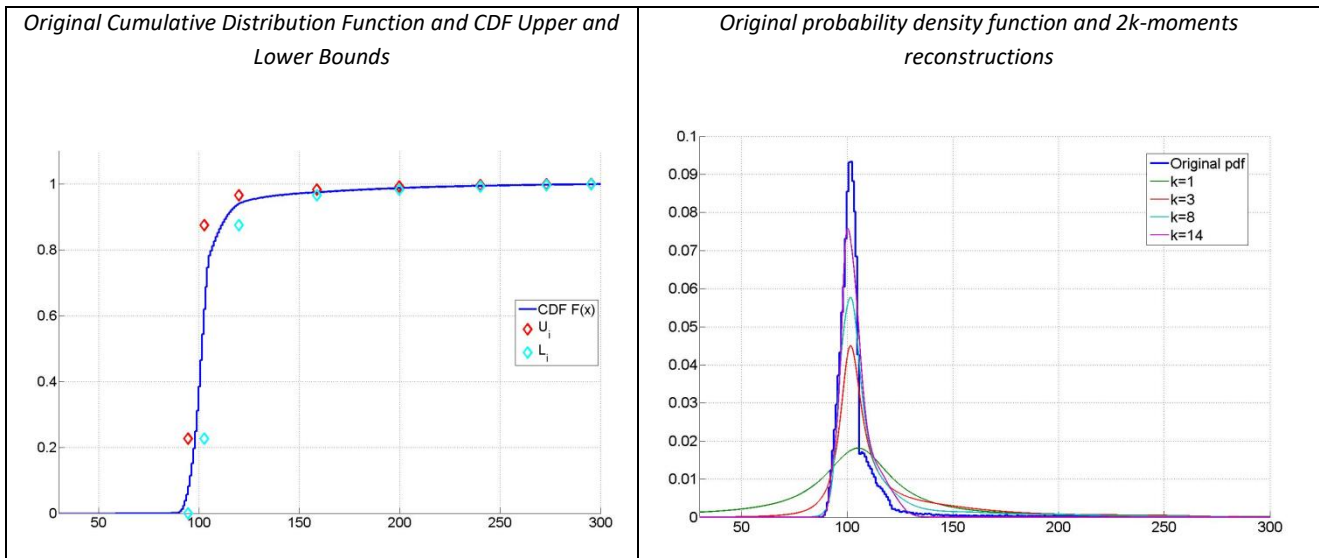 Original Cumulative Distribution Function and CDF Upper and
Lower Bounds
1
0.8
0.6
0.4
0.2
0
50 100 150 200 250 300
CDF F(x)
U_i
L_i
Original probability density function and 2k-moments
reconstructions
0.1
0.09
0.08
0.07
0.06
0.05
0.04
0.03
0.02
0.01
0
50 100 150 200 250 300
Original pdf
k=1
k=3
k=8
k=14